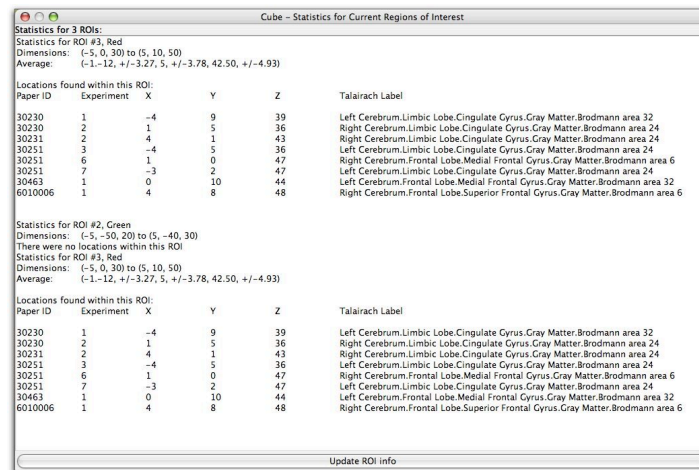 Cube – Statistics for Current Regions of Interest
Statistics for 3 ROIs:
Statistics for ROI #3, Red
Dimensions: (-5, 0, 30) to (5, 10, 50)
Average: (-1.-12, +/-3.27, 5, +/-3.78, 42.50, +/-4.93)
Locations found within this ROI:
Paper ID Experiment X Y Z Talairach Label
30230 1 -4 9 39 Left Cerebrum.Limbic Lobe.Cingulate Gyrus.Gray Matter.Brodmann area 32
30230 2 1 5 36 Right Cerebrum.Limbic Lobe.Cingulate Gyrus.Gray Matter.Brodmann area 24
30231 2 4 1 43 Right Cerebrum.Limbic Lobe.Cingulate Gyrus.Gray Matter.Brodmann area 24
30251 3 -4 5 36 Left Cerebrum.Limbic Lobe.Cingulate Gyrus.Gray Matter.Brodmann area 24
30251 6 1 0 47 Right Cerebrum.Frontal Lobe.Medial Frontal Gyrus.Gray Matter.Brodmann area 6
30251 7 -3 2 47 Left Cerebrum.Limbic Lobe.Cingulate Gyrus.Gray Matter.Brodmann area 24
30463 1 0 10 44 Left Cerebrum.Frontal Lobe.Medial Frontal Gyrus.Gray Matter.Brodmann area 32
6010006 1 4 8 48 Right Cerebrum.Frontal Lobe.Superior Frontal Gyrus.Gray Matter.Brodmann area 6
Statistics for ROI #2, Green
Dimensions: (-5, -50, 20) to (5, -40, 30)
There were no locations within this ROI
Statistics for ROI #3, Red
Dimensions: (-5, 0, 30) to (5, 10, 50)
Average: (-1.-12, +/-3.27, 5, +/-3.78, 42.50, +/-4.93)
Locations found within this ROI:
Paper ID Experiment X Y Z Talairach Label
30230 1 -4 9 39 Left Cerebrum.Limbic Lobe.Cingulate Gyrus.Gray Matter.Brodmann area 32
30230 2 1 5 36 Right Cerebrum.Limbic Lobe.Cingulate Gyrus.Gray Matter.Brodmann area 24
30231 2 4 1 43 Right Cerebrum.Limbic Lobe.Cingulate Gyrus.Gray Matter.Brodmann area 24
30251 3 -4 5 36 Left Cerebrum.Limbic Lobe.Cingulate Gyrus.Gray Matter.Brodmann area 24
30251 6 1 0 47 Right Cerebrum.Frontal Lobe.Medial Frontal Gyrus.Gray Matter.Brodmann area 6
30251 7 -3 2 47 Left Cerebrum.Limbic Lobe.Cingulate Gyrus.Gray Matter.Brodmann area 24
30463 1 0 10 44 Left Cerebrum.Frontal Lobe.Medial Frontal Gyrus.Gray Matter.Brodmann area 32
6010006 1 4 8 48 Right Cerebrum.Frontal Lobe.Superior Frontal Gyrus.Gray Matter.Brodmann area 6
Update ROI info